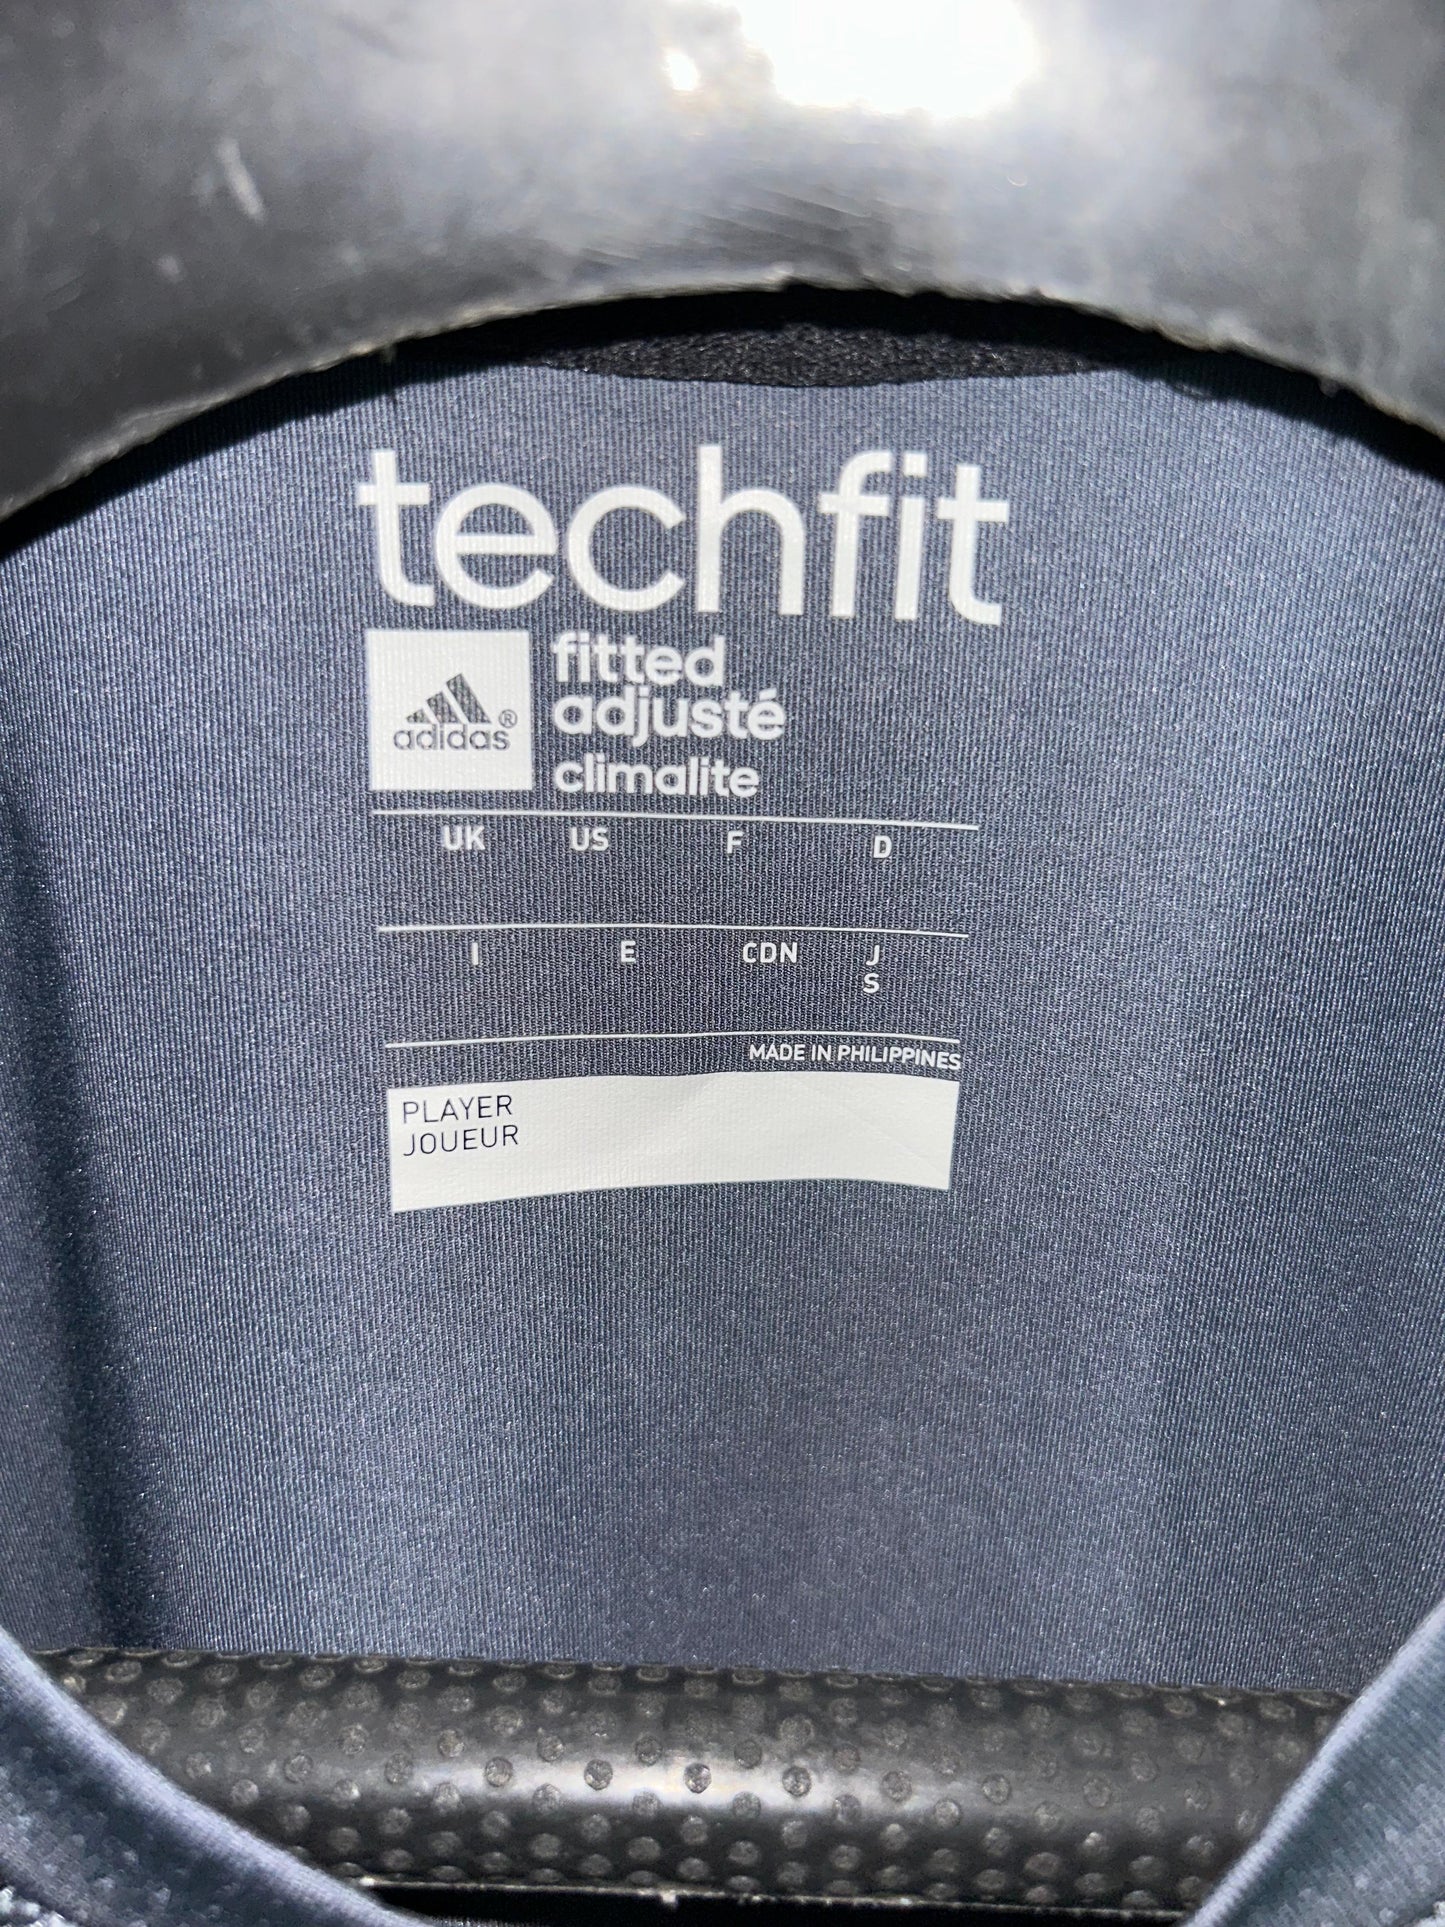 techfit
adidas®
fitted
adjusté
climalite
UK US F D
I E CDN J
S
MADE IN PHILIPPINES
PLAYER
JOUEUR